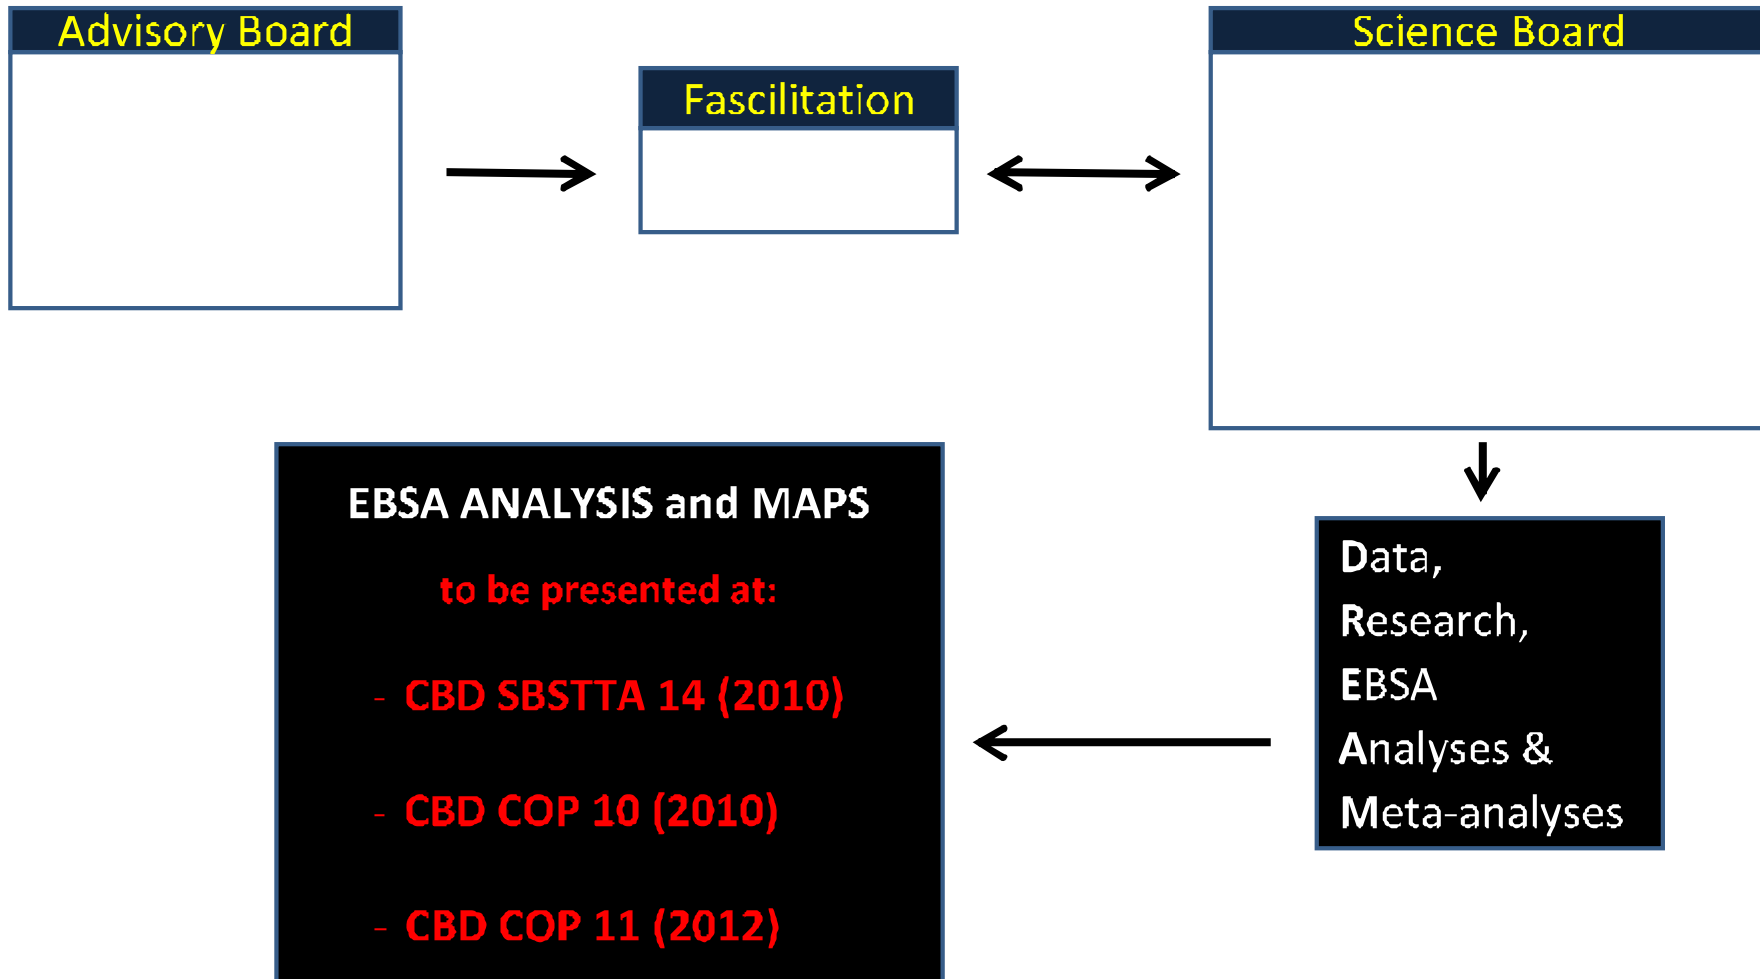 Advisory Board
Fascilitation
Science Board
Data,
Research,
EBSA
Analyses &
Meta-analyses
EBSA ANALYSIS and MAPS
to be presented at:
- CBD SBSTTA 14 (2010)
- CBD COP 10 (2010)
- CBD COP 11 (2012)